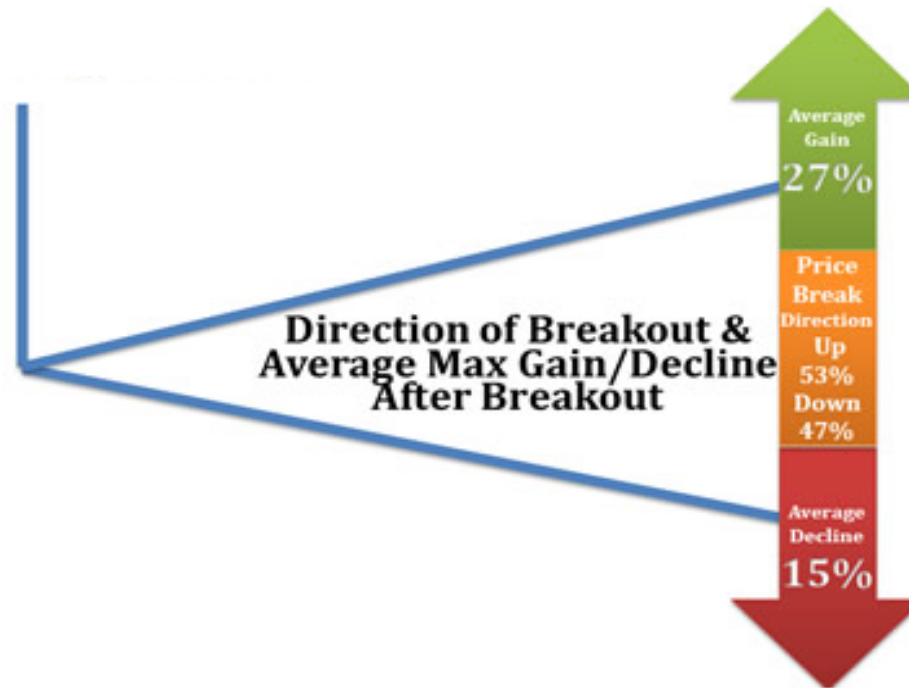 Average
Gain
27%
Price
Break
Direction
Up
53%
Down
47%
Direction of Breakout &
Average Max Gain/Decline
After Breakout
Average
Decline
15%